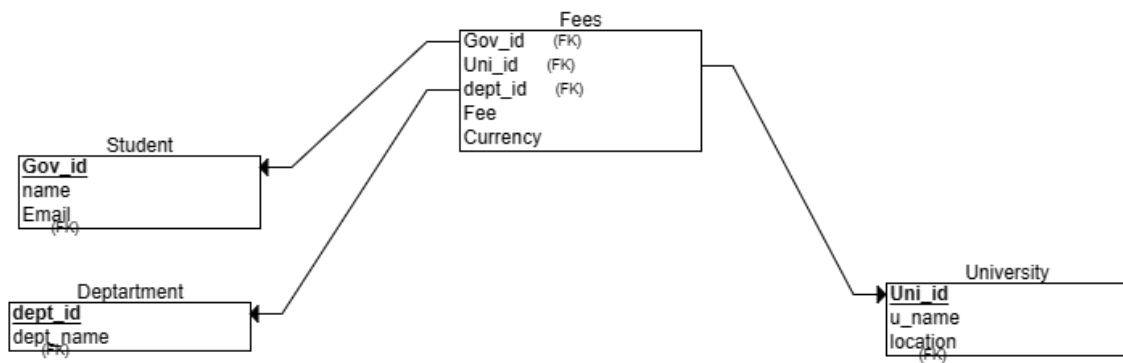 Fees
Gov_id (FK)
Uni_id (FK)
dept_id (FK)
Fee
Currency
Student
Gov_id
name
Email
(FK)
Deptartment
dept_id
dept_name
(FK)
University
Uni_id
u_name
location
(FK)